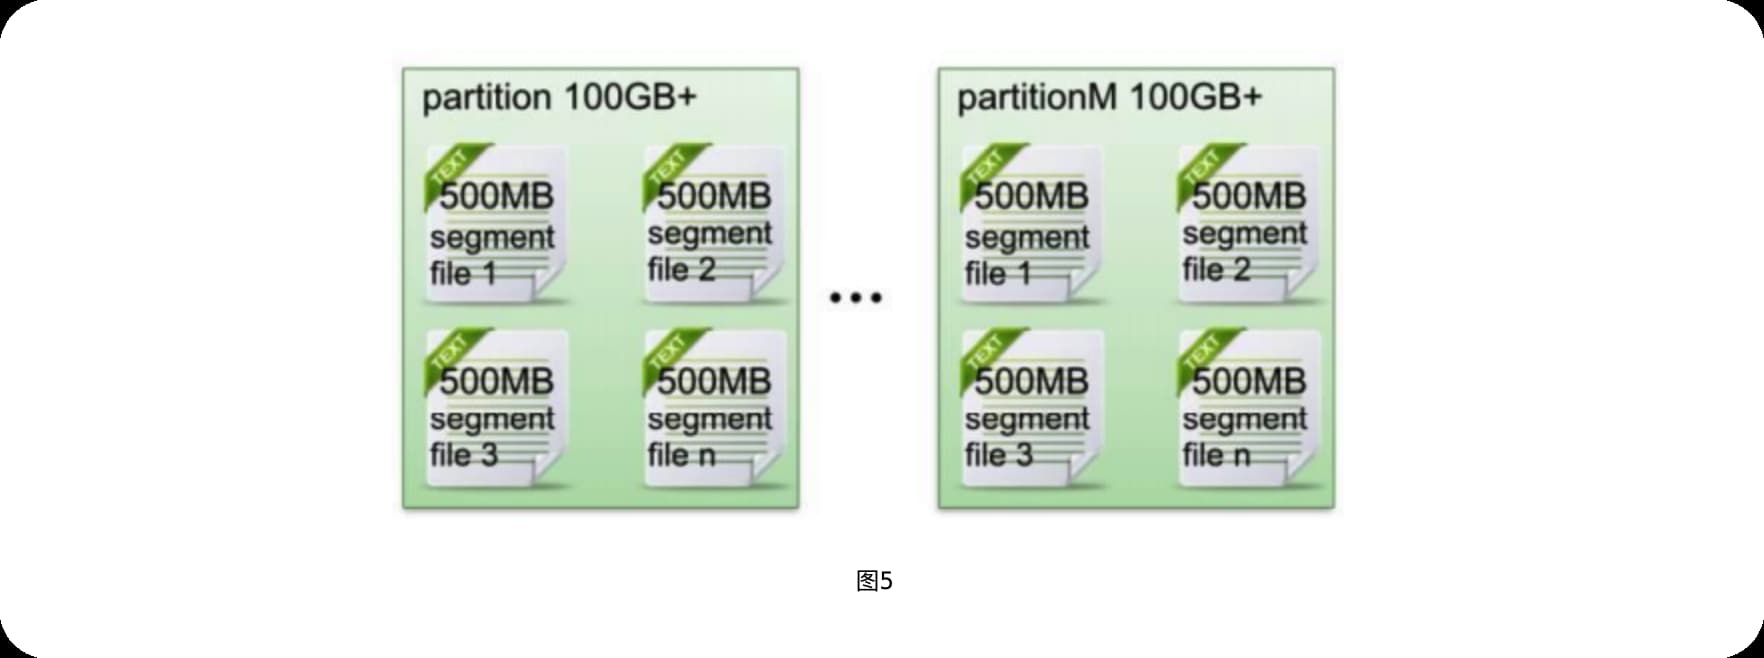 partition 100GB+
TEXT
500MB
segment
file 1
TEXT
500MB
segment
file 2
TEXT
500MB
segment
file 3
TEXT
500MB
segment
file n
...
partitionM 100GB+
TEXT
500MB
segment
file 1
TEXT
500MB
segment
file 2
TEXT
500MB
segment
file 3
TEXT
500MB
segment
file n
图5